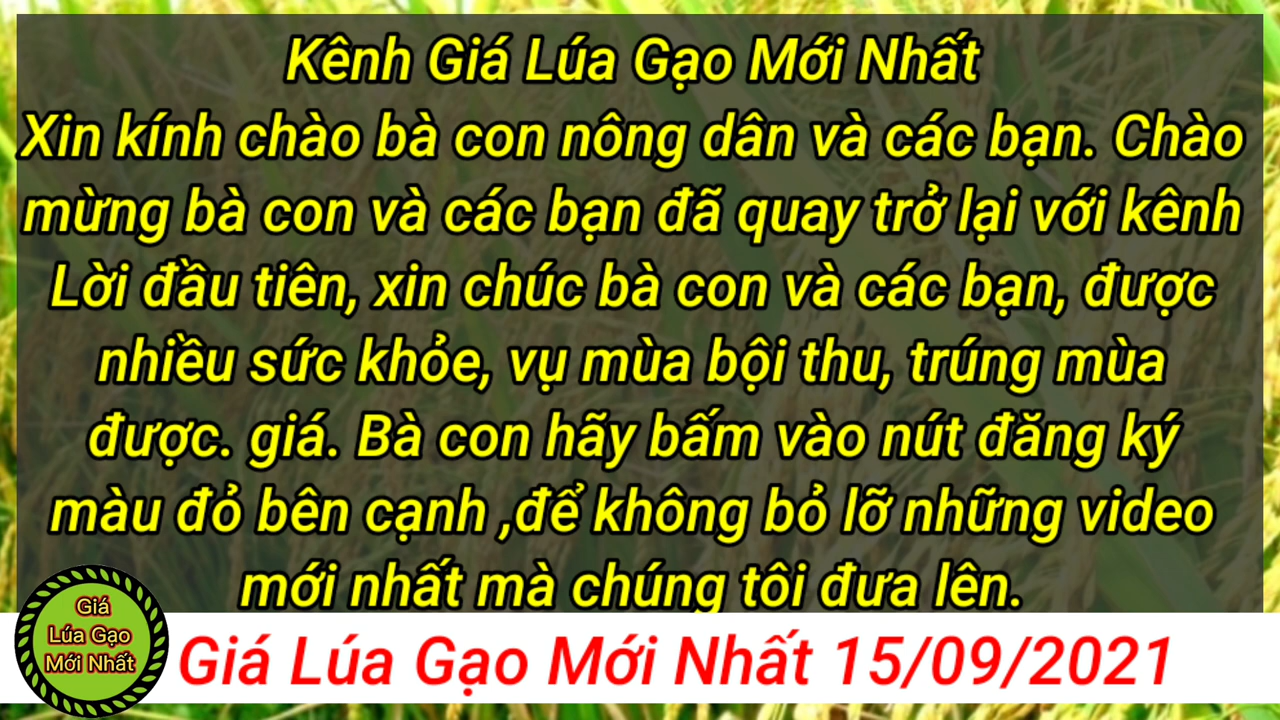 Kênh Giá Lúa Gạo Mới Nhất
Xin kính chào bà con nông dân và các bạn. Chào
mừng bà con và các bạn đã quay trở lại với kênh
Lời đầu tiên, xin chúc bà con và các bạn, được
nhiều sức khỏe, vụ mùa bội thu, trúng mùa
được. giá. Bà con hãy bấm vào nút đăng ký
màu đỏ bên cạnh ,để không bỏ lỡ những video
mới nhất mà chúng tôi đưa lên.
Giá
Lúa Gạo
Mới Nhất
Giá Lúa Gạo Mới Nhất 15/09/2021